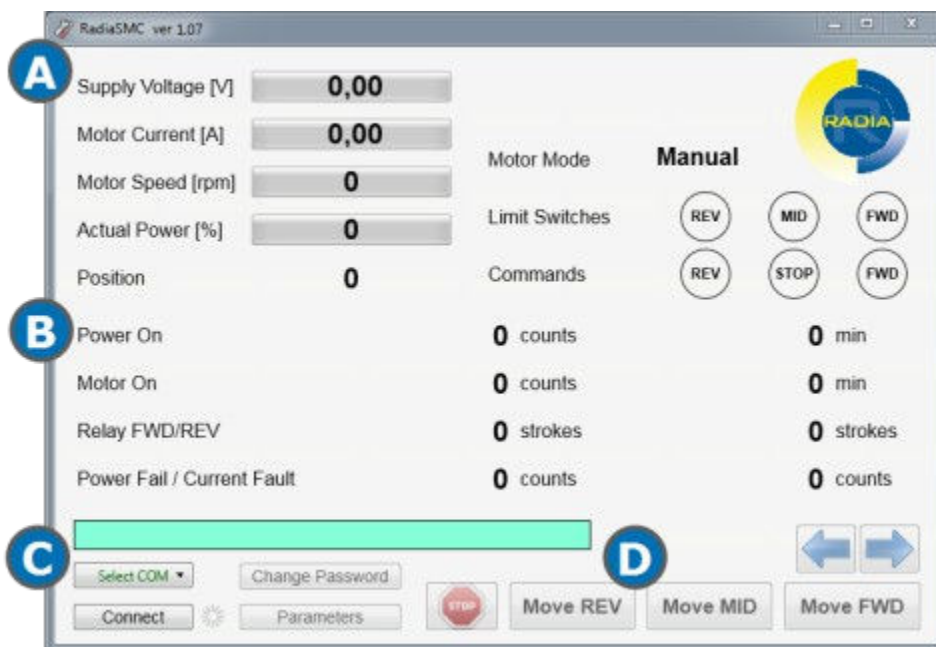 RadiaSMC ver 1.07
A
Supply Voltage [V] 0,00
RADIA
Motor Current [A] 0,00
Motor Mode Manual
Motor Speed [rpm] 0
Limit Switches REV MID FWD
Actual Power [%] 0
Position 0
Commands REV STOP FWD
B
Power On 0 counts 0 min
Motor On 0 counts 0 min
Relay FWD/REV 0 strokes 0 strokes
Power Fail / Current Fault 0 counts 0 counts
C
D
Select COM Change Password
Connect Parameters STOP Move REV Move MID Move FWD